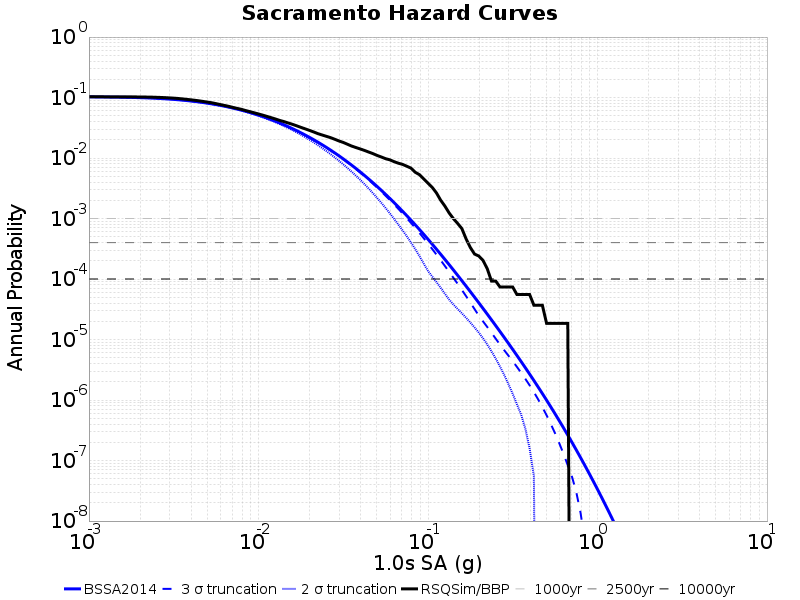 Sacramento Hazard Curves
Annual Probability
10^0
10^-1
10^-2
10^-3
10^-4
10^-5
10^-6
10^-7
10^-8
10^-3 10^-2 10^-1 10^0 10^1
1.0s SA (g)
BSSA2014 3 σ truncation 2 σ truncation RSQSim/BBP 1000yr 2500yr 10000yr